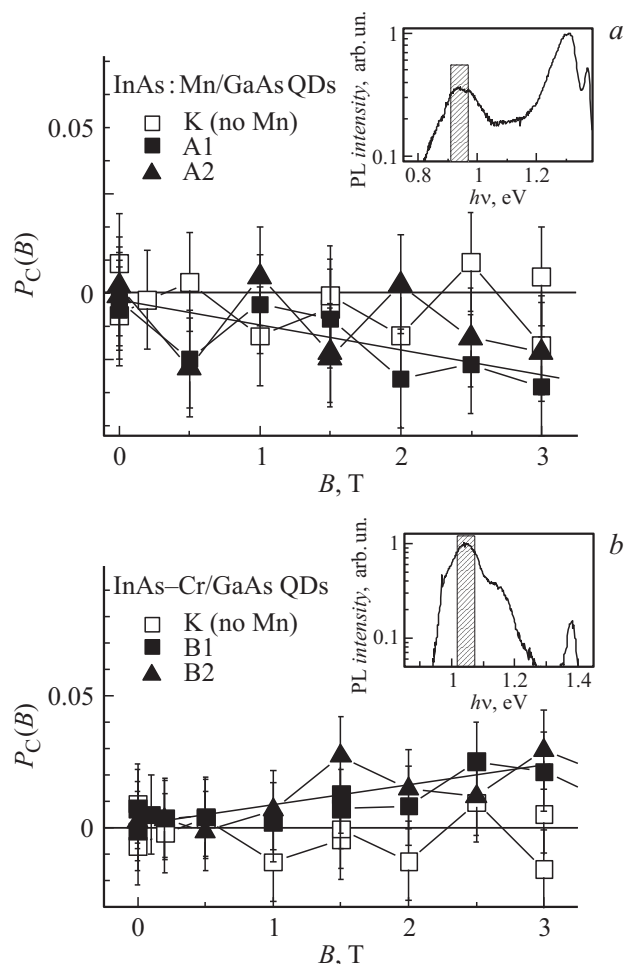 a
InAs : Mn/GaAs QDs
K (no Mn)
A1
A2
PL intensity, arb. un.
1
0.1
0.8 1 1.2
hν, eV
0.05
0
P_C(B)
0 1 2 3
B, T
b
InAs–Cr/GaAs QDs
K (no Mn)
B1
B2
PL intensity, arb. un.
1
0.1
1 1.2 1.4
hν, eV
0.05
0
P_C(B)
0 1 2 3
B, T